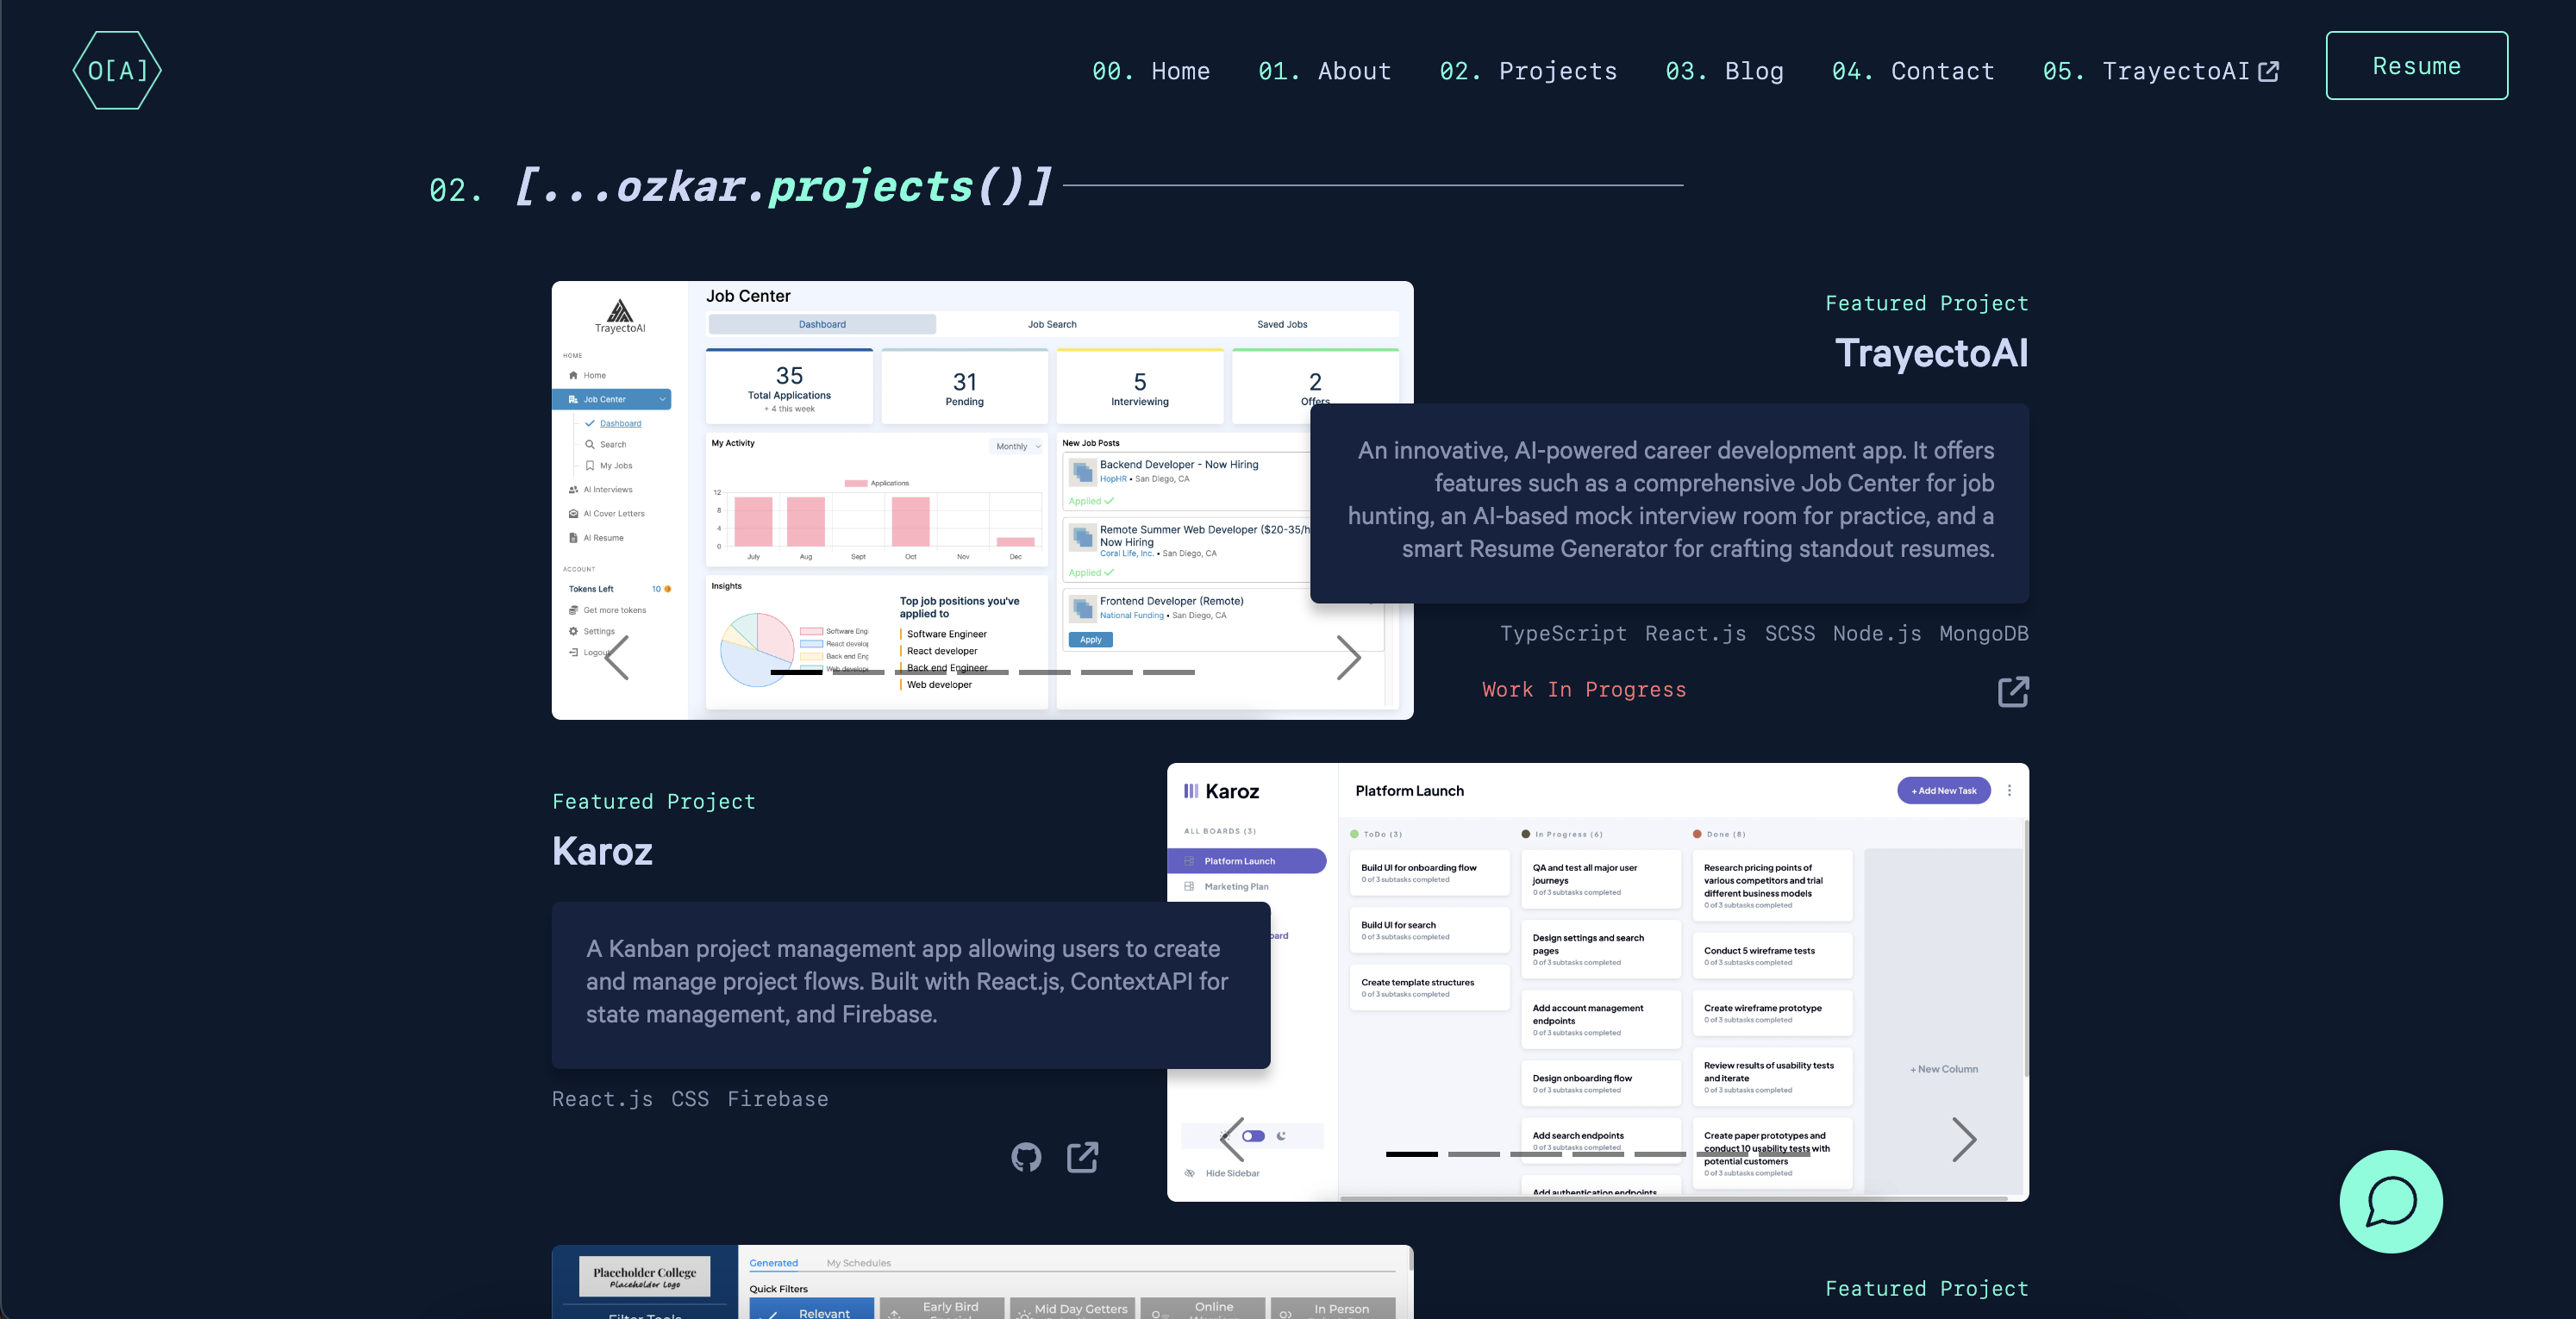 O[A]
00. Home
01. About
02. Projects
03. Blog
04. Contact
05. TrayectoAI
Resume
02. [...ozkar.projects()]
TrayectoAI
HOME
Home
Job Center
Dashboard
Search
My Jobs
AI Interviews
AI Cover Letters
AI Resume
ACCOUNT
Tokens Left 10
Get more tokens
Settings
Logout
Job Center
Dashboard
Job Search
Saved Jobs
35
Total Applications
+ 4 this week
31
Pending
5
Interviewing
2
Offers
My Activity
Monthly
Applications
12
8
4
0
July Aug Sept Oct Nov Dec
Insights
Software Engi
React develop
Back end Eng
Web develope
Top job positions you've
applied to
Software Engineer
React developer
Back end Engineer
Web developer
New Job Posts
Backend Developer - Now Hiring
HopHR • San Diego, CA
Applied
Remote Summer Web Developer ($20-35/h
Now Hiring
Coral Life, Inc. • San Diego, CA
Applied
Frontend Developer (Remote)
National Funding • San Diego, CA
Apply
Featured Project
TrayectoAI
An innovative, AI-powered career development app. It offers
features such as a comprehensive Job Center for job
hunting, an AI-based mock interview room for practice, and a
smart Resume Generator for crafting standout resumes.
TypeScript React.js SCSS Node.js MongoDB
Work In Progress
Featured Project
Karoz
A Kanban project management app allowing users to create
and manage project flows. Built with React.js, ContextAPI for
state management, and Firebase.
React.js CSS Firebase
Karoz
ALL BOARDS (3)
Platform Launch
Marketing Plan
oard
Hide Sidebar
Platform Launch
+ Add New Task
ToDo (3)
Build UI for onboarding flow
0 of 3 subtasks completed
Build UI for search
0 of 3 subtasks completed
Create template structures
0 of 3 subtasks completed
In Progress (6)
QA and test all major user
journeys
0 of 3 subtasks completed
Design settings and search
pages
0 of 3 subtasks completed
Add account management
endpoints
0 of 3 subtasks completed
Design onboarding flow
0 of 3 subtasks completed
Add search endpoints
0 of 3 subtasks completed
Add authentication endpoints
Done (8)
Research pricing points of
various competitors and trial
different business models
0 of 3 subtasks completed
Conduct 5 wireframe tests
0 of 3 subtasks completed
Create wireframe prototype
0 of 3 subtasks completed
Review results of usability tests
and iterate
0 of 3 subtasks completed
Create paper prototypes and
conduct 10 usability tests with
potential customers
0 of 3 subtasks completed
+ New Column
Placeholder College
Placeholder Logo
Filter Tools
Generated
My Schedules
Quick Filters
Relevant
Early Bird
Special
Mid Day Getters
Online
In Person
Featured Project